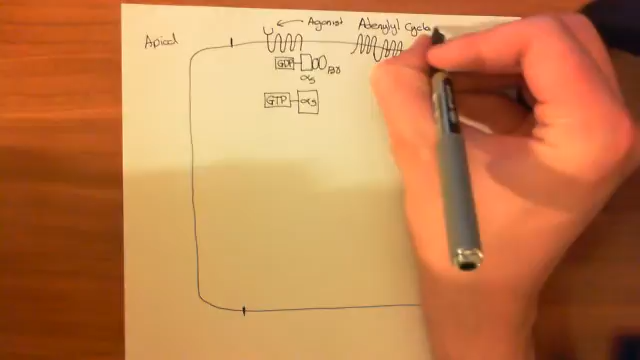 Agonist
Adenylyl Cycla
Apical
GDP
βγ
αs
GTP
αs